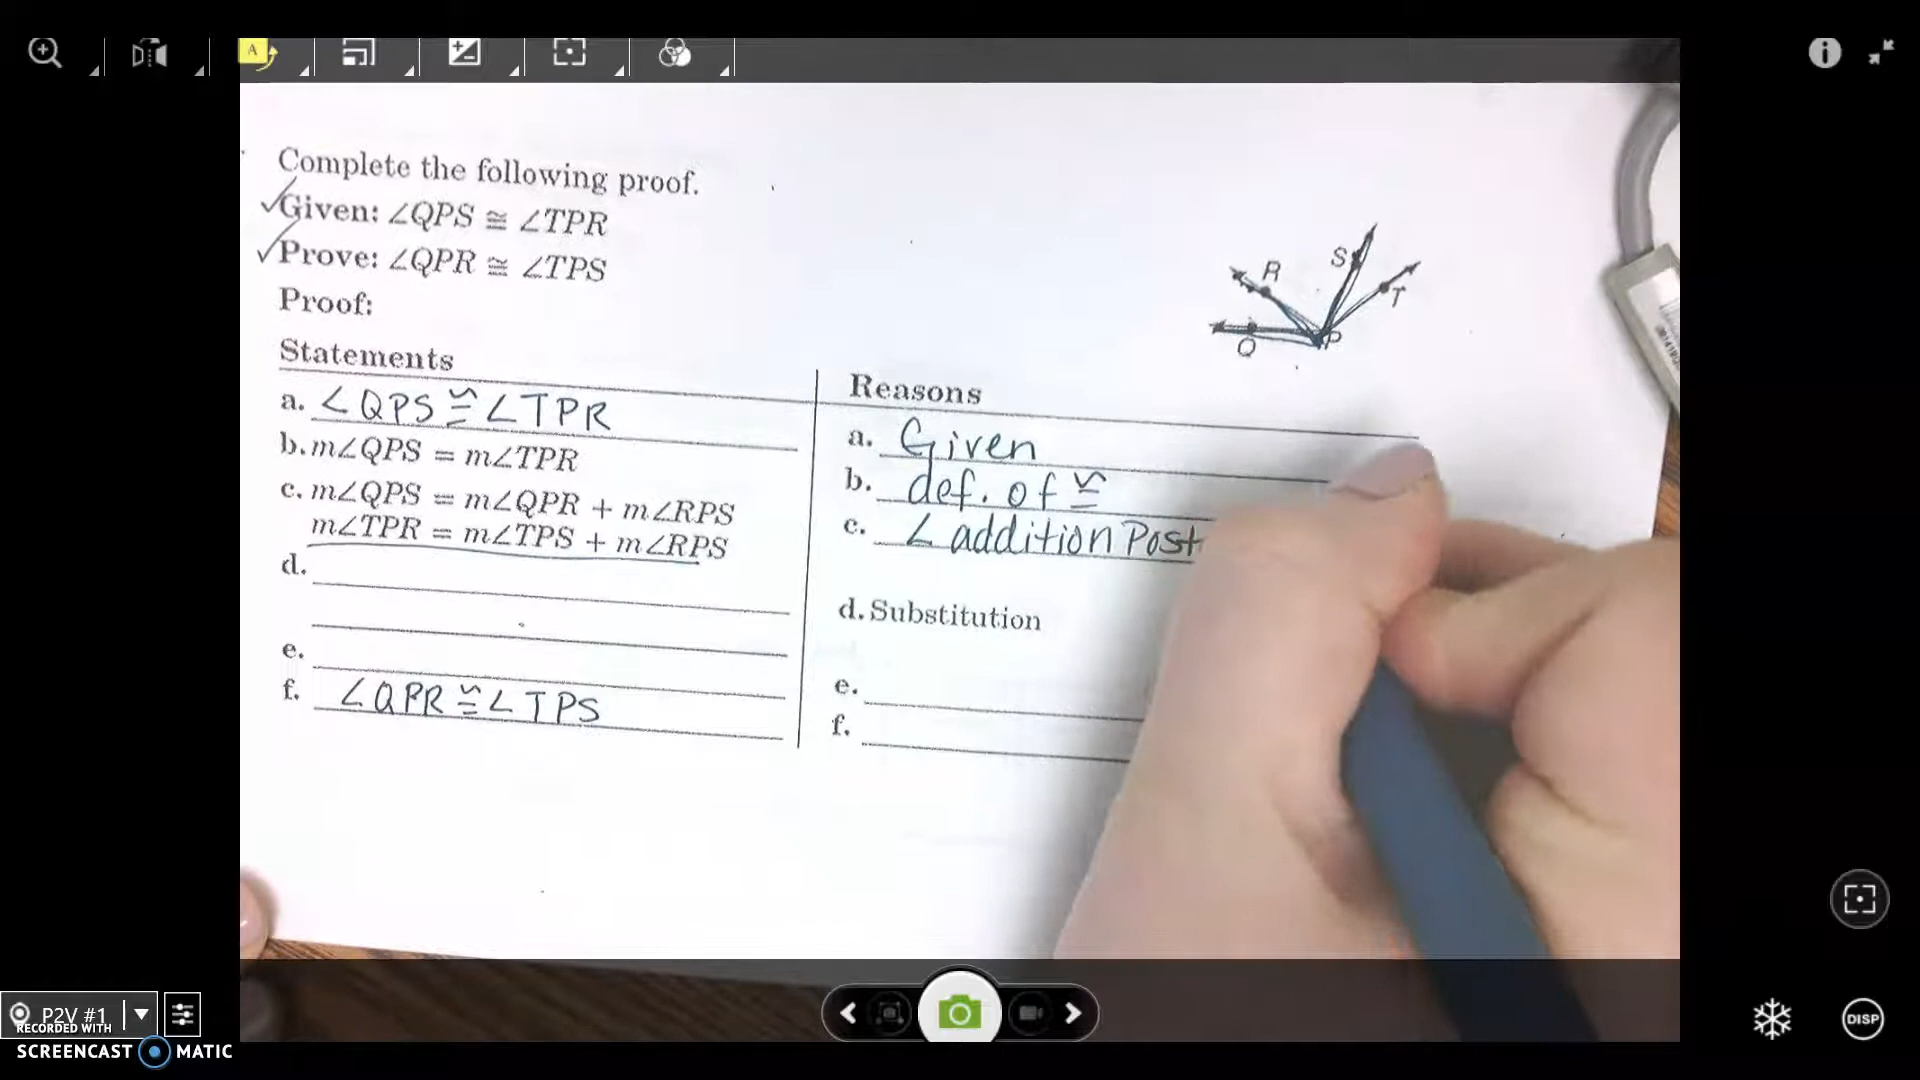 A
Complete the following proof.
Given: ∠QPS ≅ ∠TPR
Prove: ∠QPR ≅ ∠TPS
Proof:
R
S
T
Q
P
Statements
Reasons
a. ∠QPS ≅ ∠TPR
a. Given
b. m∠QPS = m∠TPR
b. def. of ≅
c. m∠QPS = m∠QPR + m∠RPS
m∠TPR = m∠TPS + m∠RPS
c. ∠ addition Post
d.
d. Substitution
e.
e.
f. ∠QPR ≅ ∠TPS
f.
P2V #1
RECORDED WITH
SCREENCAST MATIC
DISP